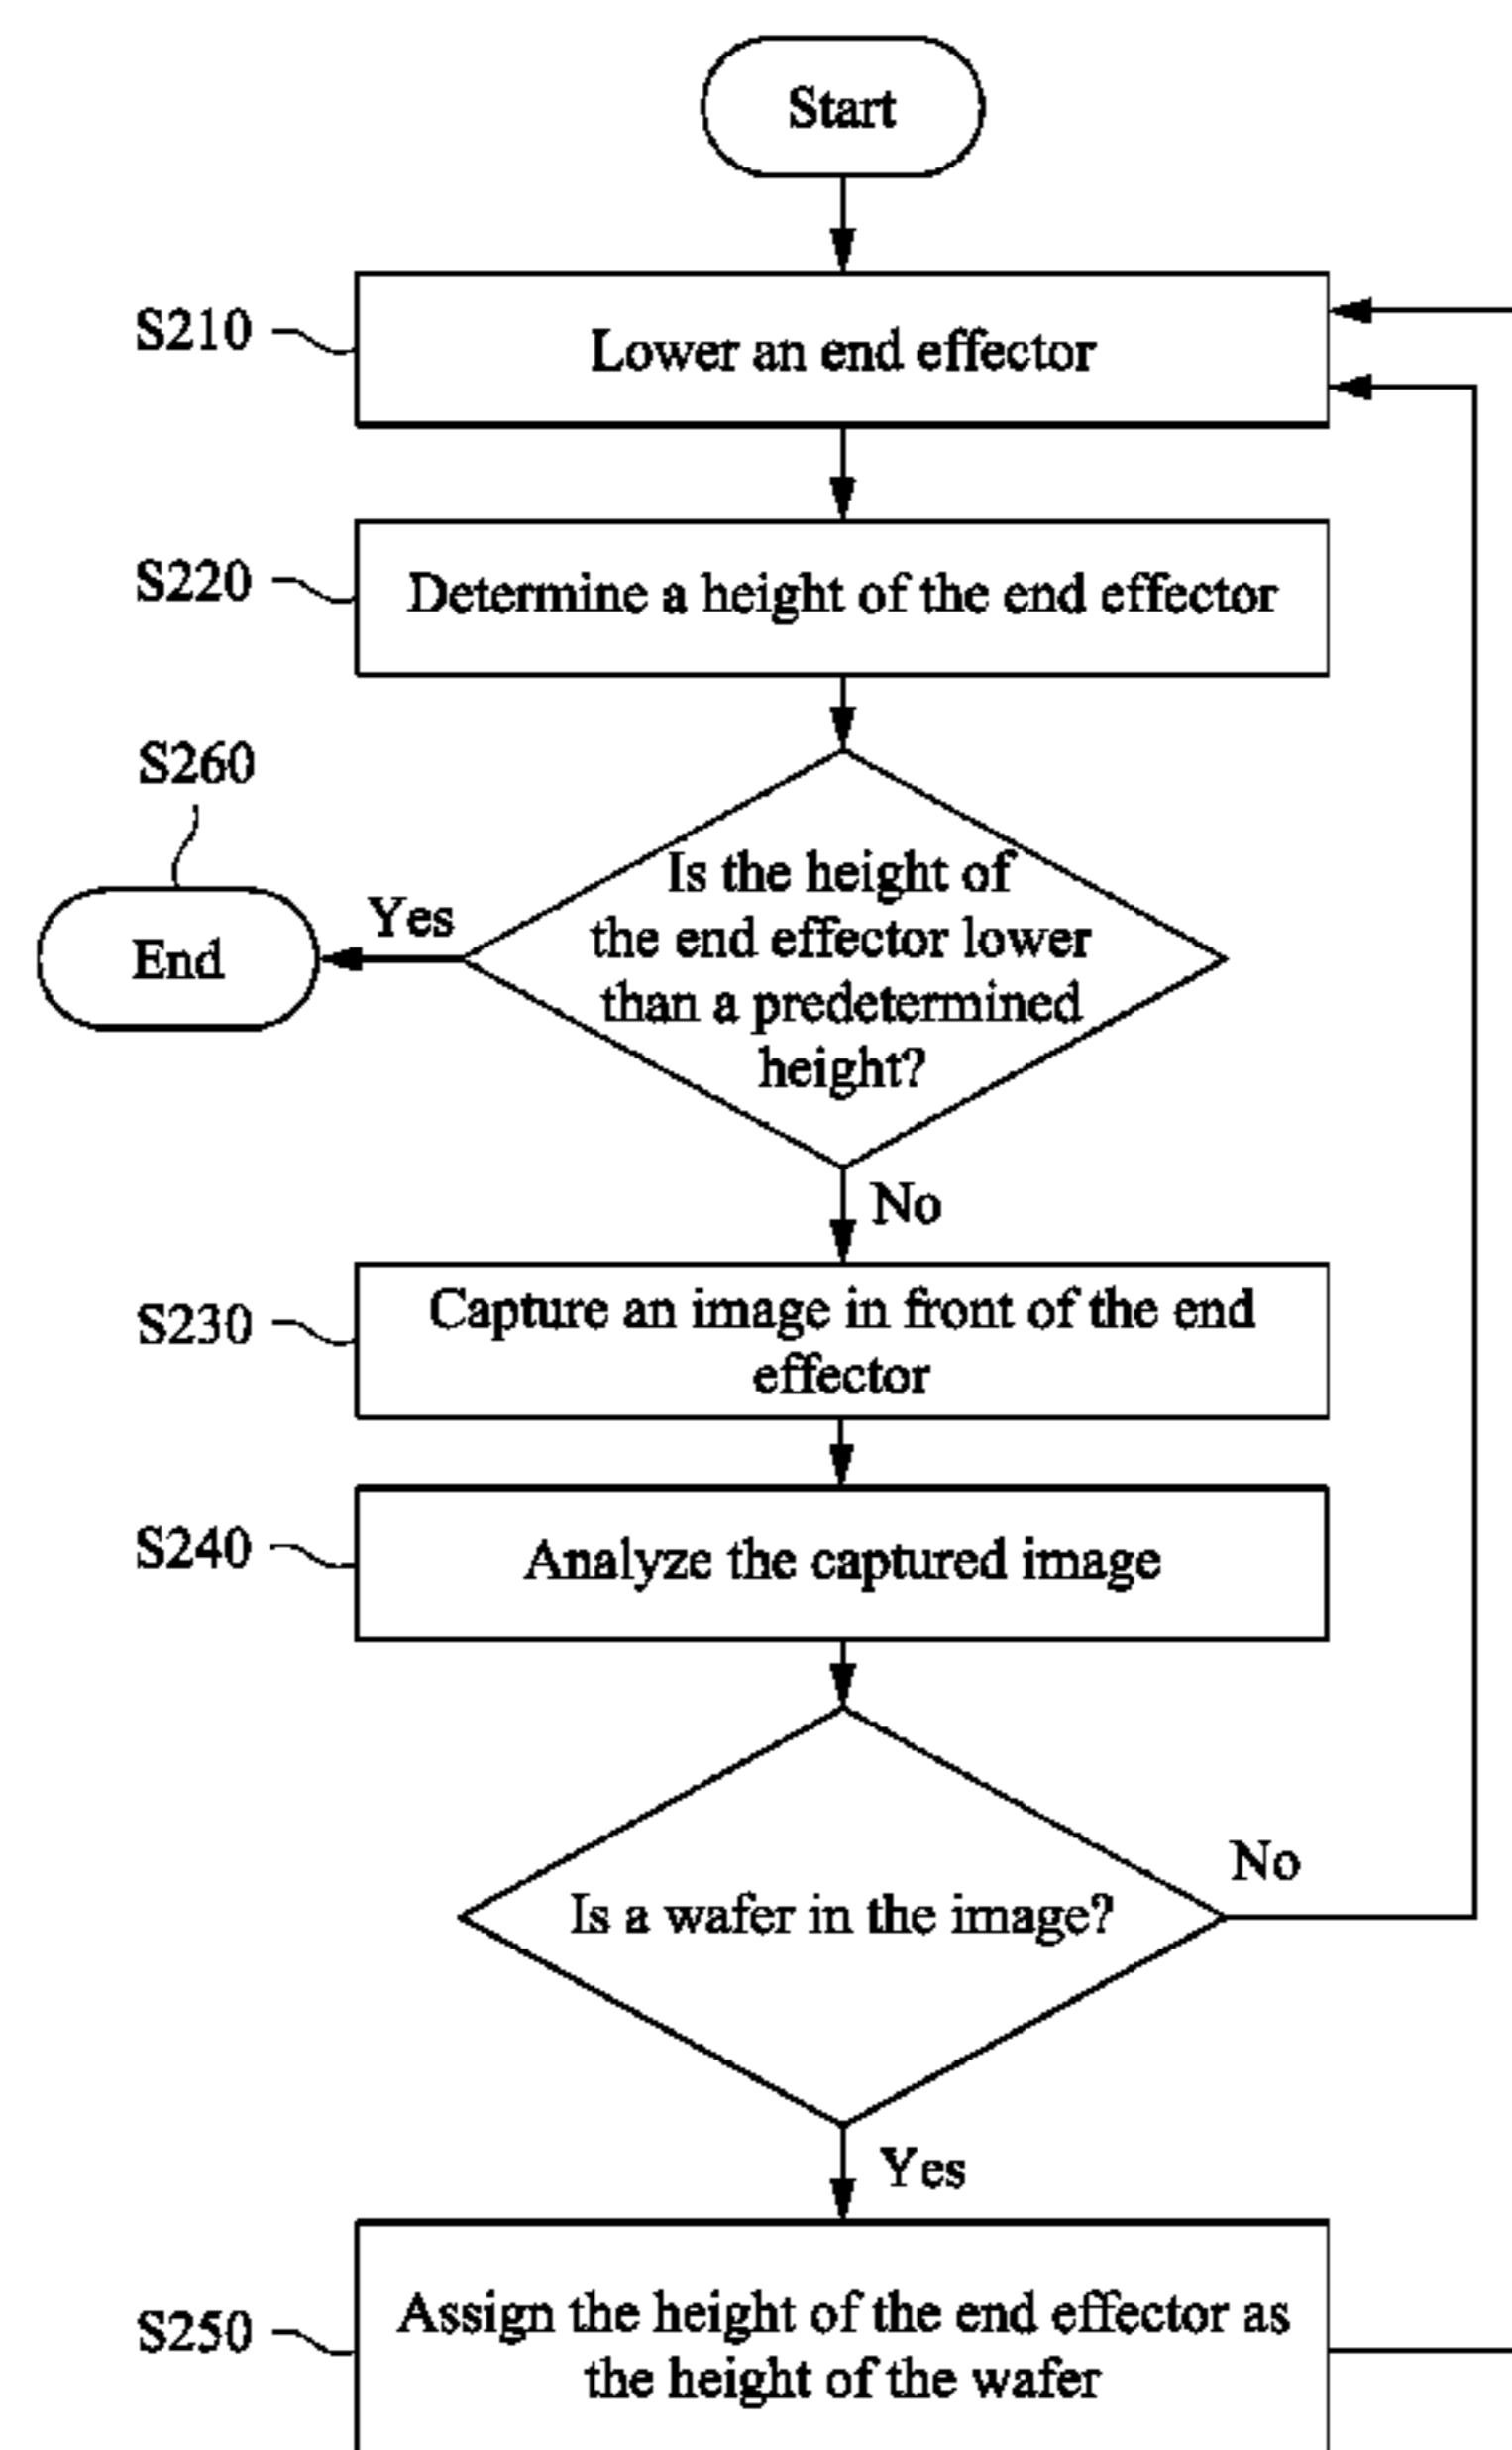 Start
S210
Lower an end effector
S220
Determine a height of the end effector
S260
End
Yes
Is the height of
the end effector lower
than a predetermined
height?
No
S230
Capture an image in front of the end
effector
S240
Analyze the captured image
Is a wafer in the image?
No
Yes
S250
Assign the height of the end effector as
the height of the wafer